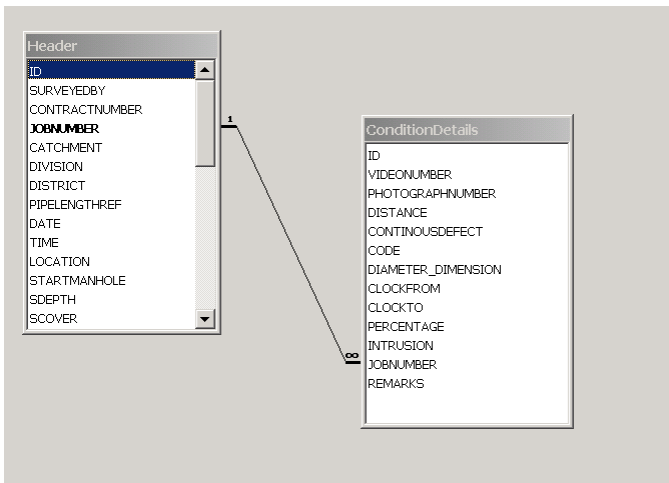 Header
ID
SURVEYEDBY
CONTRACTNUMBER
JOBNUMBER
CATCHMENT
DIVISION
DISTRICT
PIPELENGTHREF
DATE
TIME
LOCATION
STARTMANHOLE
SDEPTH
SCOVER
1
∞
ConditionDetails
ID
VIDEONUMBER
PHOTOGRAPHNUMBER
DISTANCE
CONTINOUSDEFECT
CODE
DIAMETER_DIMENSION
CLOCKFROM
CLOCKTO
PERCENTAGE
INTRUSION
JOBNUMBER
REMARKS